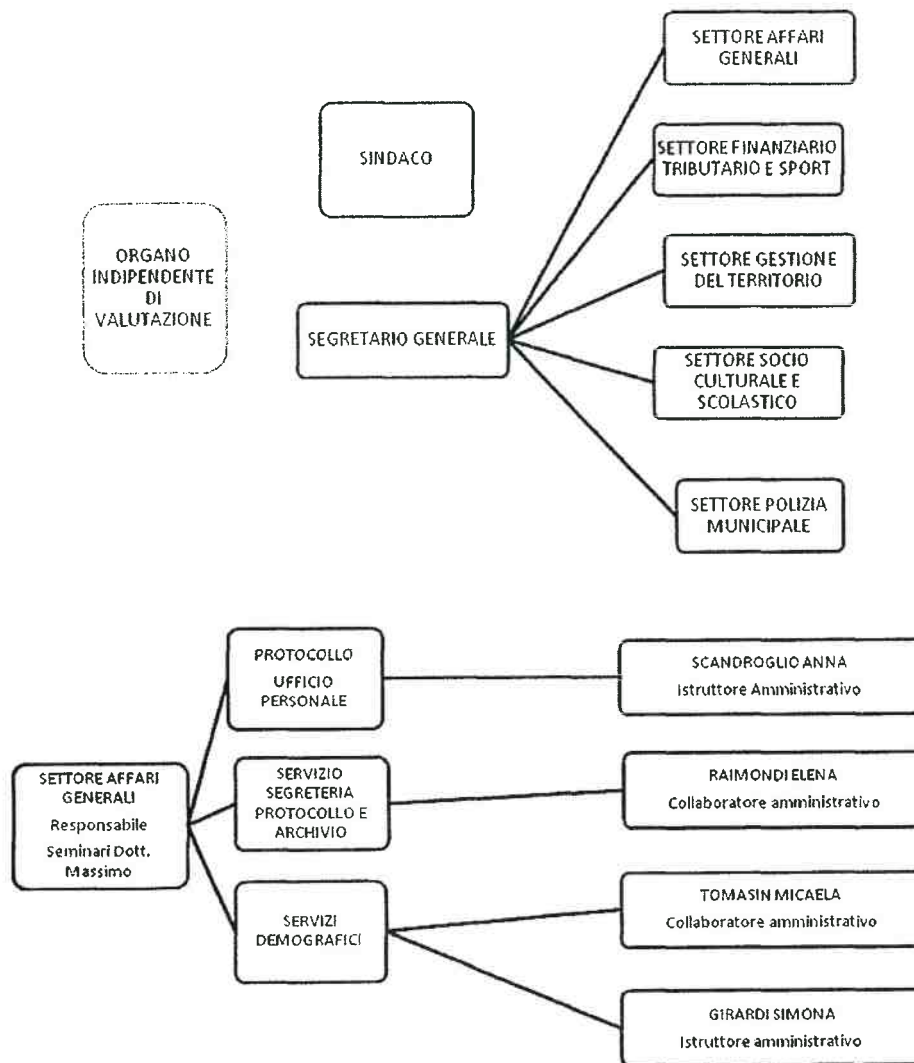 SETTORE AFFARI
GENERALI
SINDACO
SETTORE FINANZIARIO
TRIBUTARIO E SPORT
ORGANO
INDIPENDENTE
DI
VALUTAZIONE
SETTORE GESTIONE
DEL TERRITORIO
SEGRETARIO GENERALE
SETTORE SOCIO
CULTURALE E
SCOLASTICO
SETTORE POLIZIA
MUNICIPALE
PROTOCOLLO
UFFICIO
PERSONALE
SCANDROGLIO ANNA
Istruttore Amministrativo
SETTORE AFFARI
GENERALI
Responsabile
Seminari Dott.
Massimo
SERVIZIO
SEGRETERIA
PROTOCOLLO E
ARCHIVIO
RAIMONDI ELENA
Collaboratore amministrativo
SERVIZI
DEMOGRAFICI
TOMASIN MICAELA
Collaboratore amministrativo
GIRARDI SIMONA
Istruttore amministrativo